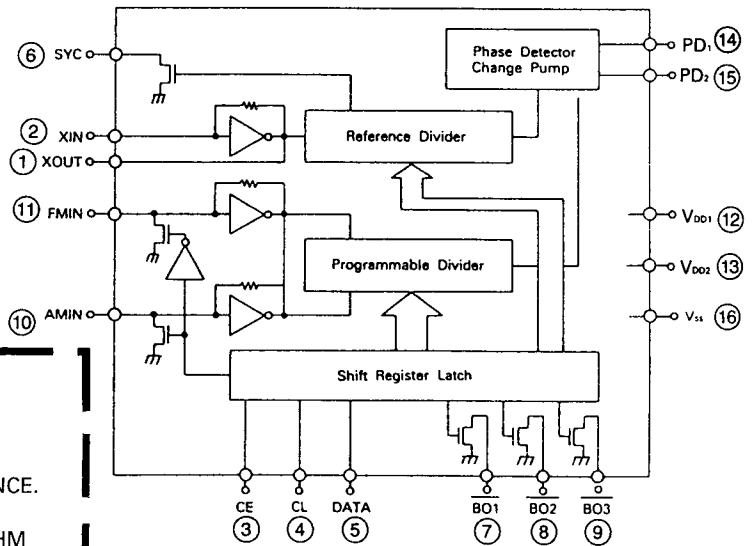 ⑥ SYC
② XIN
① XOUT
⑪ FMIN
⑩ AMIN
Phase Detector
Change Pump
PD₁ ⑭
PD₂ ⑮
Reference Divider
VDD1 ⑫
Programmable Divider
VDD2 ⑬
Vss ⑯
Shift Register Latch
NCE.
HM
CE CL DATA BO1 BO2 BO3
③ ④ ⑤ ⑦ ⑧ ⑨